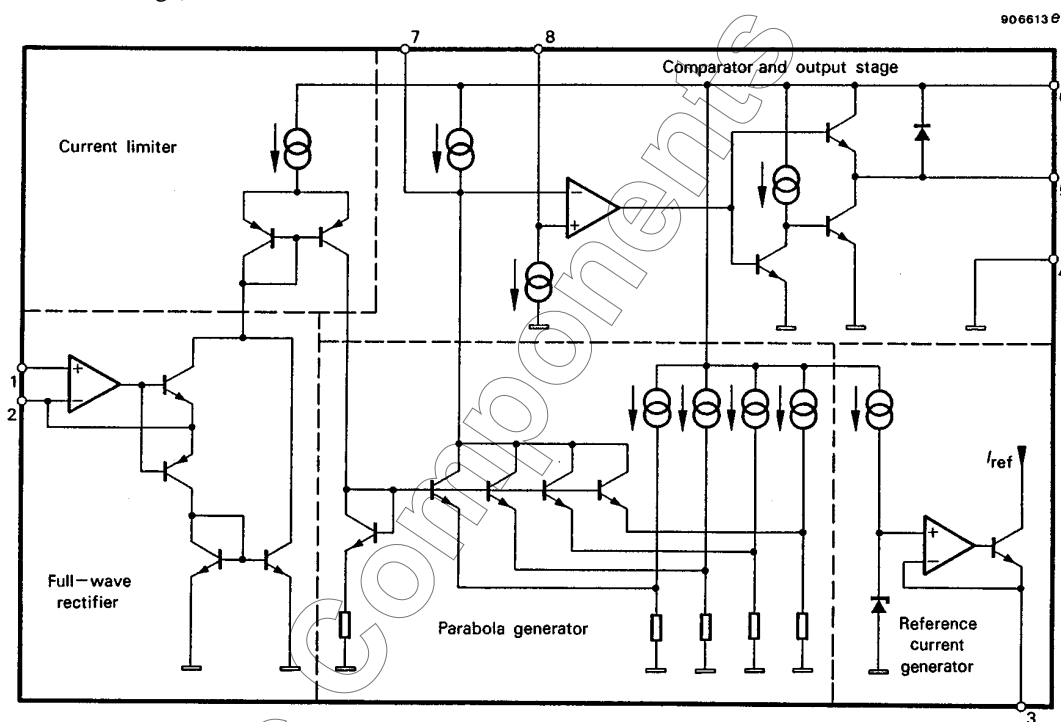 906613e
7
8
Comparator and output stage
Current limiter
4
1
2
Iref
Full-wave
rectifier
Parabola generator
Reference
current
generator
3
Components